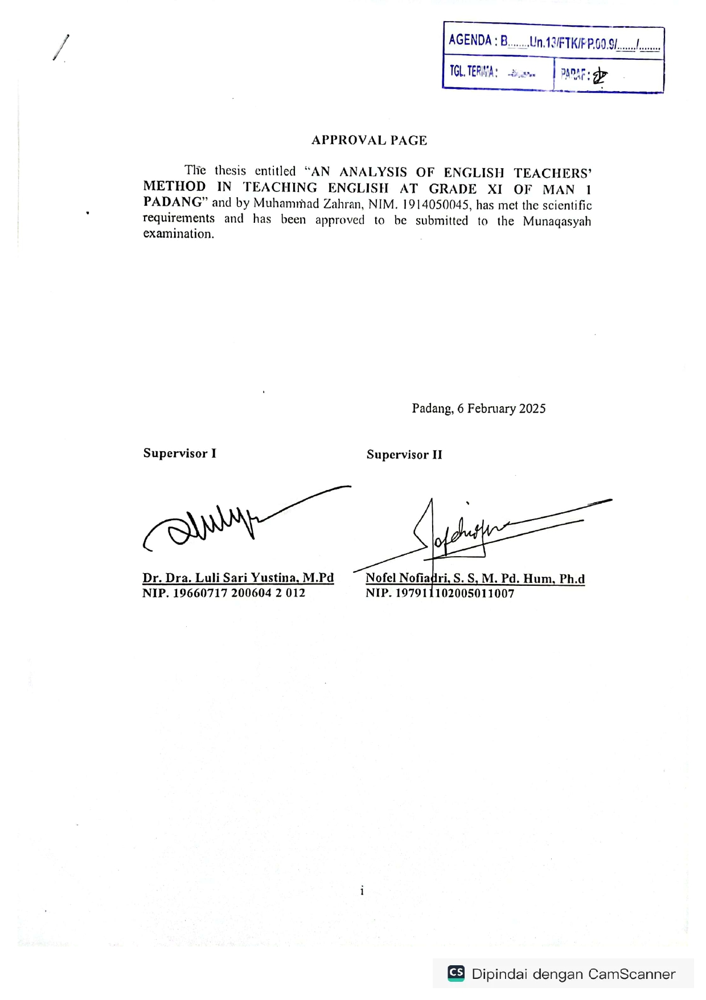 AGENDA : B.......Un.13/FTK/PP.00.9/....../........
TGL. TERIMA :
PARAF :
APPROVAL PAGE
The thesis entitled “AN ANALYSIS OF ENGLISH TEACHERS’
METHOD IN TEACHING ENGLISH AT GRADE XI OF MAN 1
PADANG” and by Muhammad Zahran, NIM. 1914050045, has met the scientific
requirements and has been approved to be submitted to the Munaqasyah
examination.
Padang, 6 February 2025
Supervisor I
Supervisor II
Dr. Dra. Luli Sari Yustina, M.Pd
Nofel Nofiadri, S. S, M. Pd. Hum, Ph.d
NIP. 19660717 200604 2 012
NIP. 197911102005011007
i
CS Dipindai dengan CamScanner